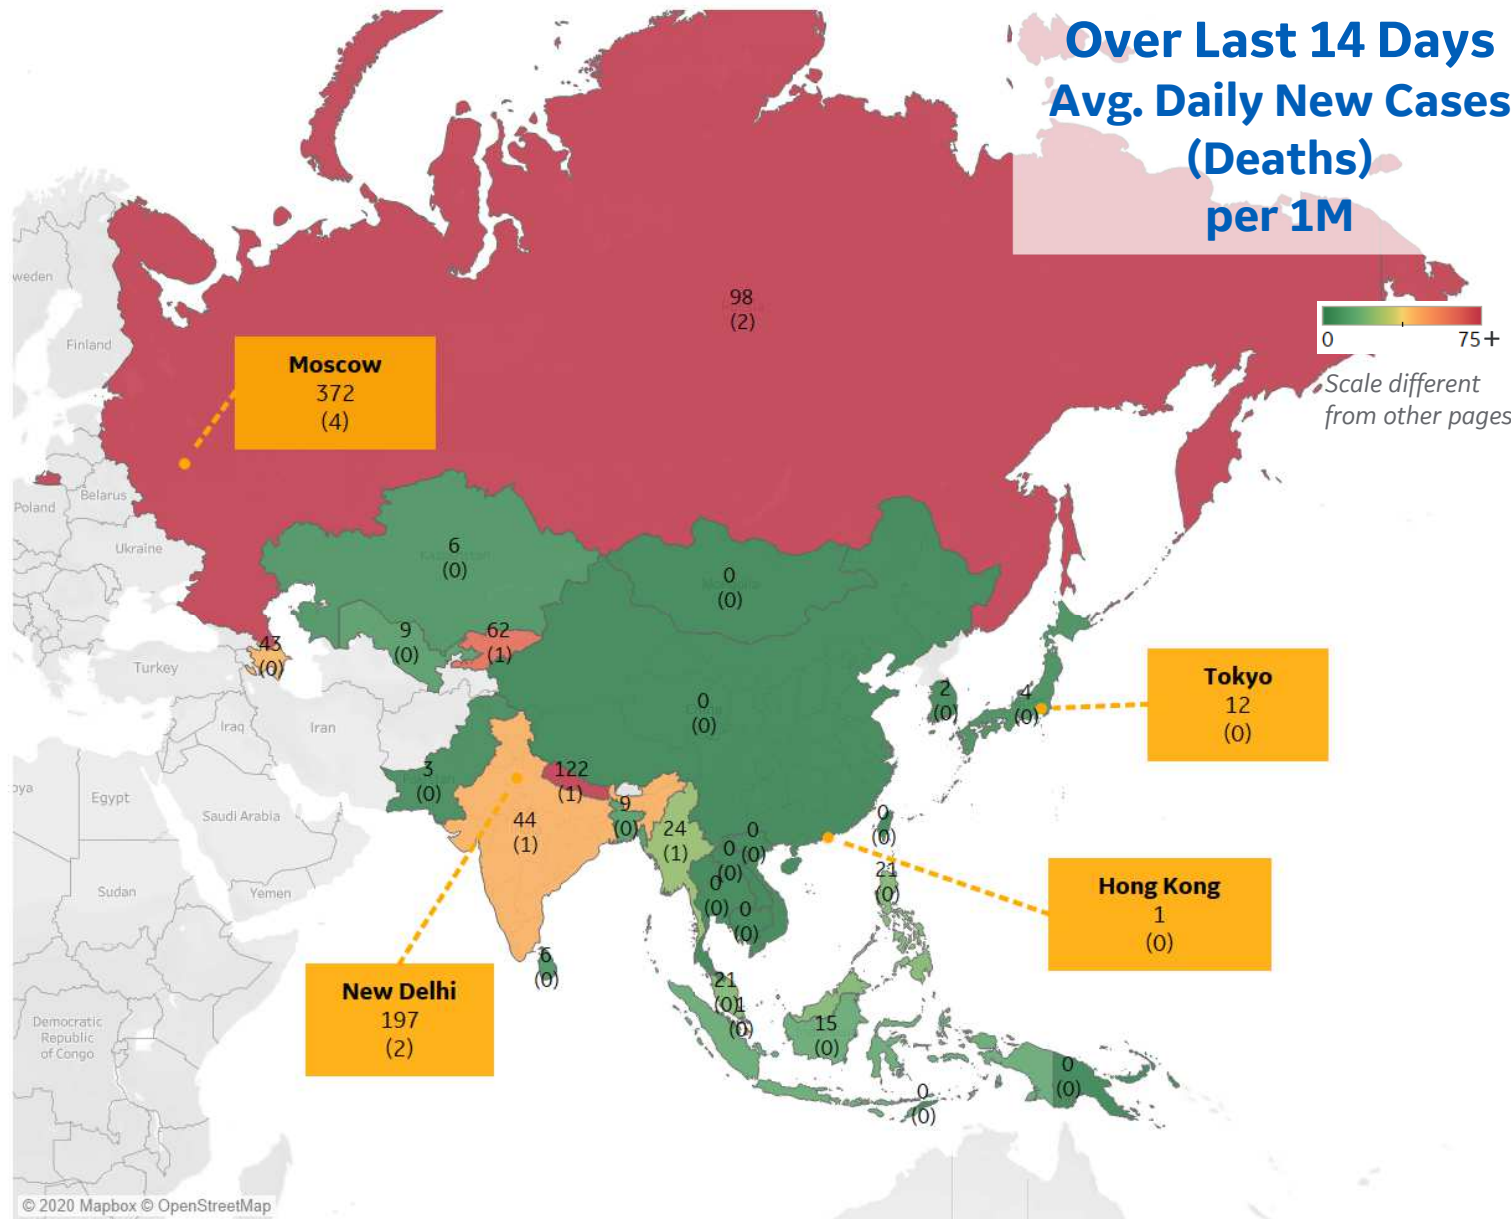 Over Last 14 Days
Avg. Daily New Cases
(Deaths)
per 1M
0 75+
Scale different
from other pages
98
(2)
Moscow
372
(4)
weden
Finland
Belarus
Poland
Ukraine
6
(0)
0
(0)
9
(0)
62
(1)
43
(0)
Turkey
Iraq
Iran
0
(0)
2
(0)
4
(0)
Tokyo
12
(0)
3
(0)
122
(1)
9
(0)
44
(1)
24
(1)
0
(0)
0
(0)
0
(0)
0
(0)
0
(0)
21
(0)
Hong Kong
1
(0)
oya
Egypt
Saudi Arabia
Sudan
Yemen
6
(0)
New Delhi
197
(2)
21
(0)
1
(0)
15
(0)
0
(0)
0
(0)
Democratic
Republic
of Congo
© 2020 Mapbox © OpenStreetMap